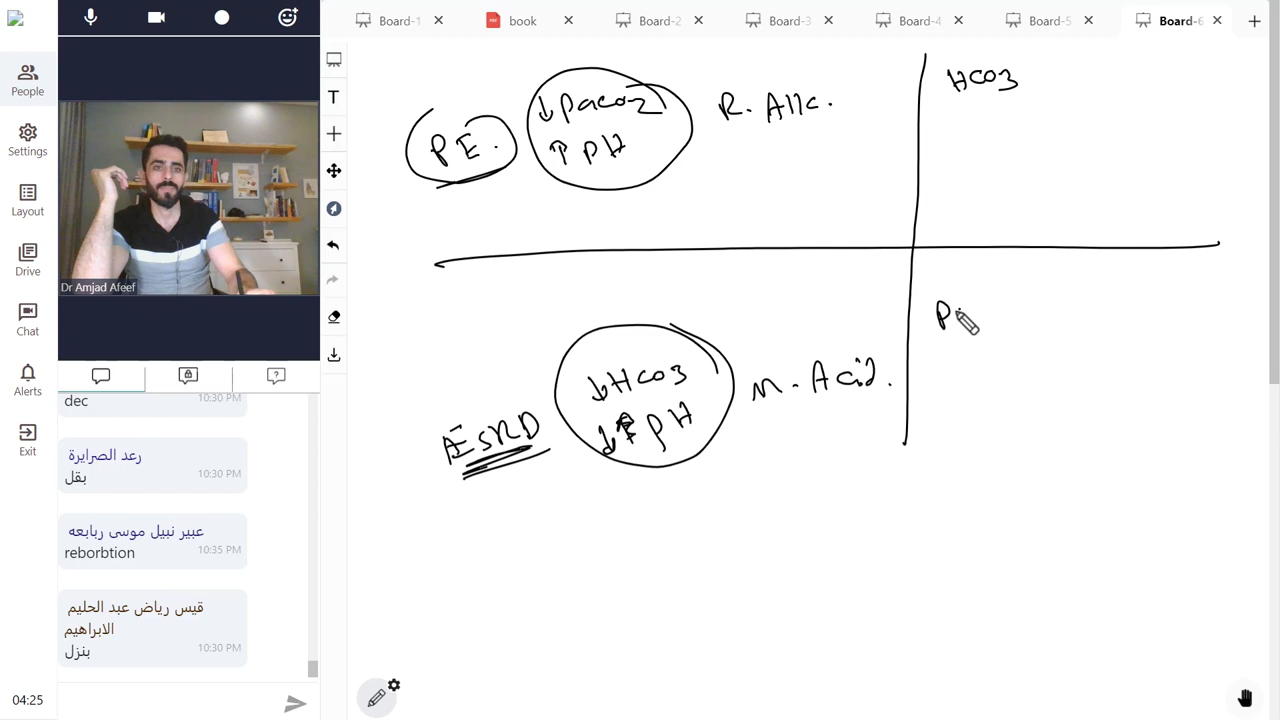 Board-1
book
Board-2
Board-3
Board-4
Board-5
Board-6
People
Settings
Layout
Drive
Chat
Alerts
Exit
04:25
Dr Amjad Afeef
dec
10:30 PM
رعد الصرايرة
بقل
10:30 PM
عبير نبيل موسى ربابعه
reborbtion
10:35 PM
قيس رياض عبد الحليم
الابراهيم
بنزل
10:30 PM
T
PE.
↓ Paco2
↑ PH
R. Alk.
HCO3
ESRD
↓ HCO3
↓ PH
M. Acid.
P